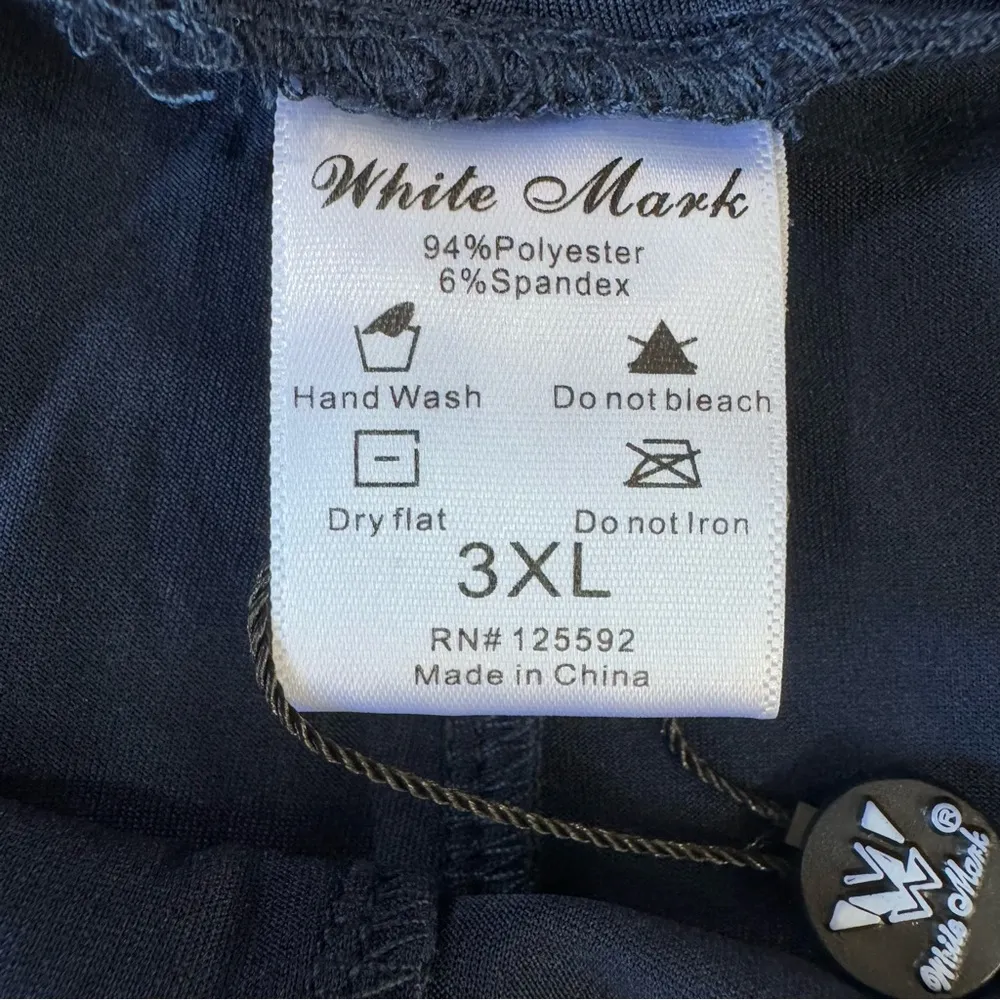 White Mark
94%Polyester
6%Spandex
Hand Wash
Do not bleach
Dry flat
Do not Iron
3XL
RN# 125592
Made in China
W
White Mark®